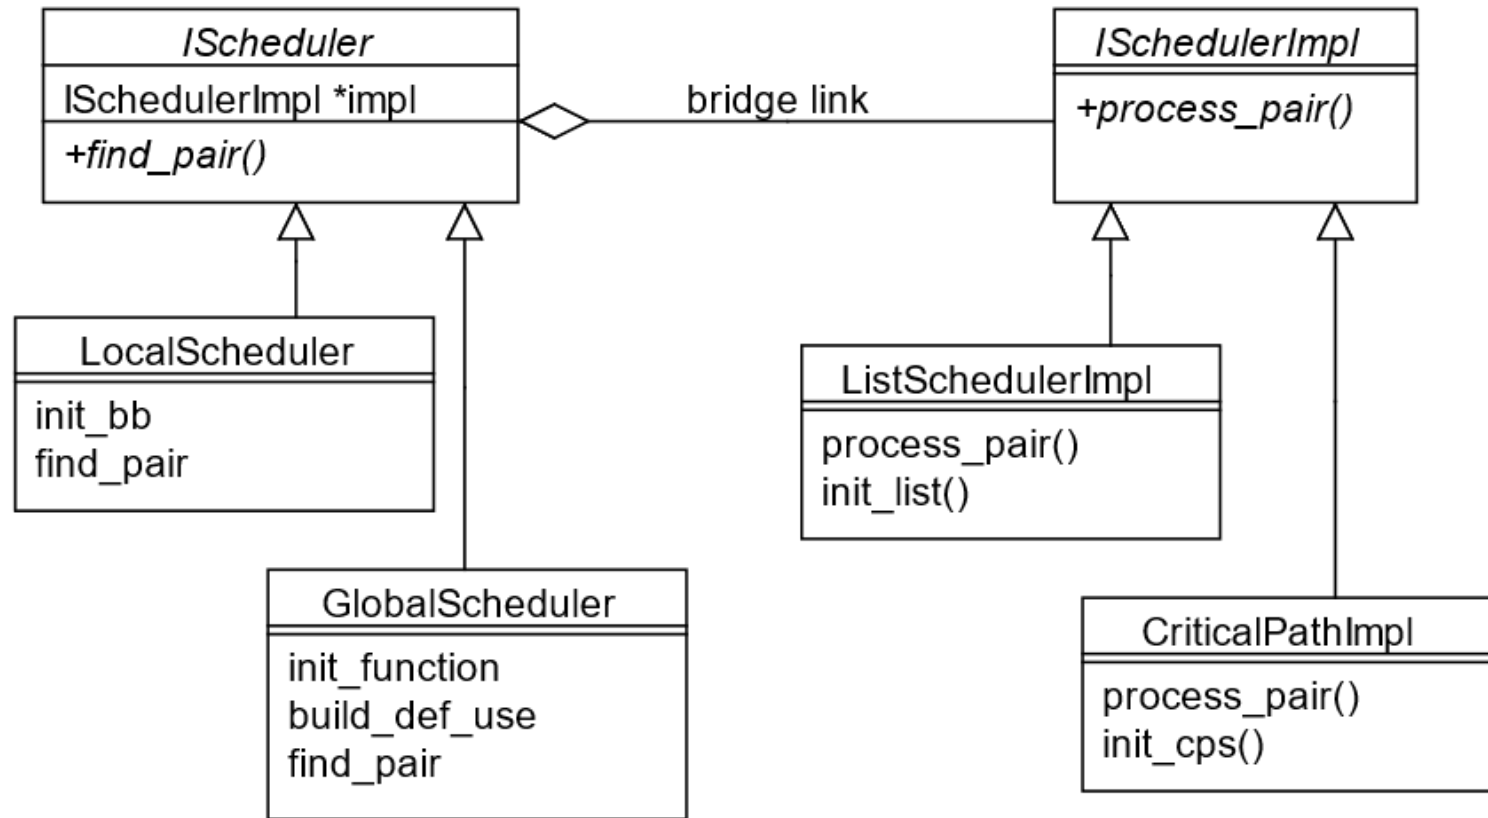 IScheduler
ISchedulerImpl *impl
+find_pair()
bridge link
ISchedulerImpl
+process_pair()
LocalScheduler
init_bb
find_pair
GlobalScheduler
init_function
build_def_use
find_pair
ListSchedulerImpl
process_pair()
init_list()
CriticalPathImpl
process_pair()
init_cps()